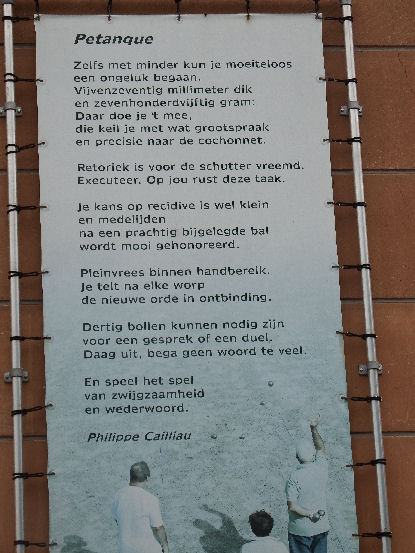 Petanque
Zelfs met minder kun je moeiteloos
een ongeluk begaan.
Vijvenzeventig millimeter dik
en zevenhonderdvijftig gram:
Daar doe je 't mee,
die keil je met wat grootspraak
en precisie naar de cochonnet.
Retoriek is voor de schutter vreemd.
Executeer. Op jou rust deze taak.
Je kans op recidive is wel klein
en medelijden
na een prachtig bijgelegde bal
wordt mooi gehonoreerd.
Pleinvrees binnen handbereik.
Je telt na elke worp
de nieuwe orde in ontbinding.
Dertig bollen kunnen nodig zijn
voor een gesprek of een duel.
Daag uit, bega geen woord te veel.
En speel het spel
van zwijgzaamheid
en wederwoord.
Philippe Cailliau